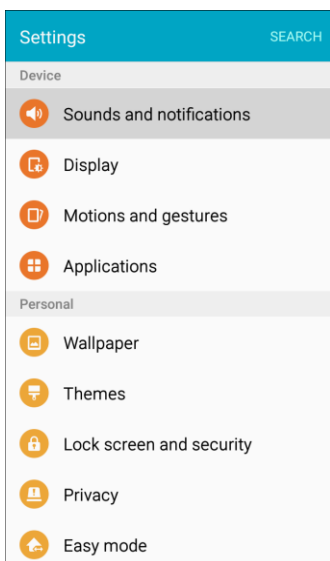 Settings
SEARCH
Device
Sounds and notifications
Display
Motions and gestures
Applications
Personal
Wallpaper
Themes
Lock screen and security
Privacy
Easy mode